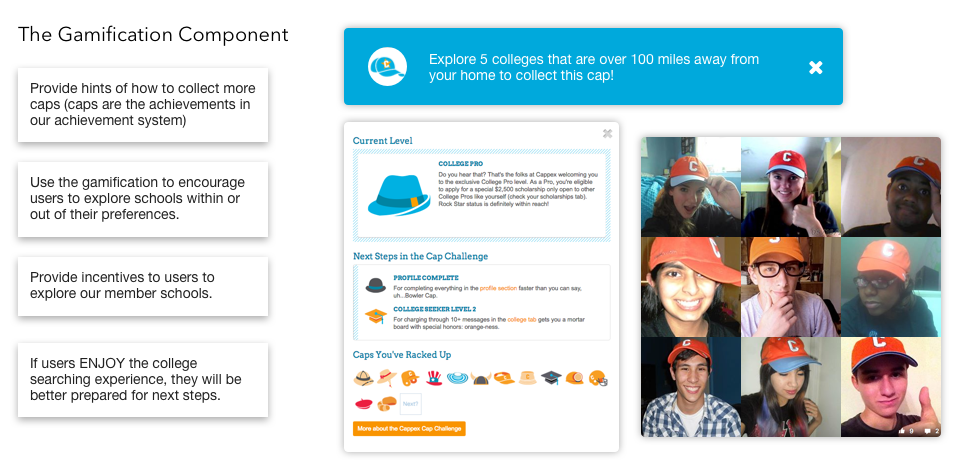 The Gamification Component
Provide hints of how to collect more
caps (caps are the achievements in
our achievement system)
Use the gamification to encourage
users to explore schools within or
out of their preferences.
Provide incentives to users to
explore our member schools.
If users ENJOY the college
searching experience, they will be
better prepared for next steps.
Explore 5 colleges that are over 100 miles away from
your home to collect this cap!
Current Level
COLLEGE PRO
Do you hear that? That's the folks at Cappex welcoming you
to the exclusive College Pro level. As a Pro, you're eligible
to apply for a special $2,500 scholarship only open to other
College Pros like yourself (check your scholarships tab).
Rock Star status is definitely within reach!
Next Steps in the Cap Challenge
PROFILE COMPLETE
For completing everything in the profile section faster than you can say,
uh...Bowler Cap.
COLLEGE SEEKER LEVEL 2
For charging through 10+ messages in the college tab gets you a mortar
board with special honors: orange-ness.
Caps You've Racked Up
Next?
More about the Cappex Cap Challenge
C
C
C
C
C
C
C
C
C
9 2